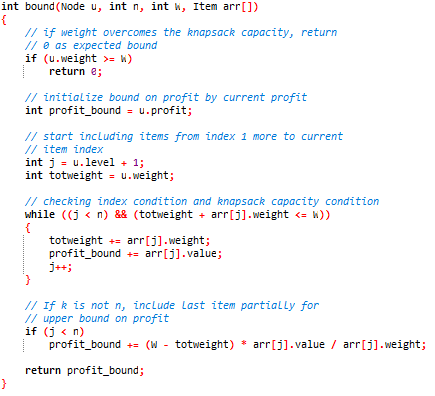 int bound(Node u, int n, int W, Item arr[])
{
// if weight overcomes the knapsack capacity, return
// 0 as expected bound
if (u.weight >= W)
return 0;
// initialize bound on profit by current profit
int profit_bound = u.profit;
// start including items from index 1 more to current
// item index
int j = u.level + 1;
int totweight = u.weight;
// checking index condition and knapsack capacity condition
while ((j < n) && (totweight + arr[j].weight <= W))
{
totweight += arr[j].weight;
profit_bound += arr[j].value;
j++;
}
// If k is not n, include last item partially for
// upper bound on profit
if (j < n)
profit_bound += (W - totweight) * arr[j].value / arr[j].weight;
return profit_bound;
}